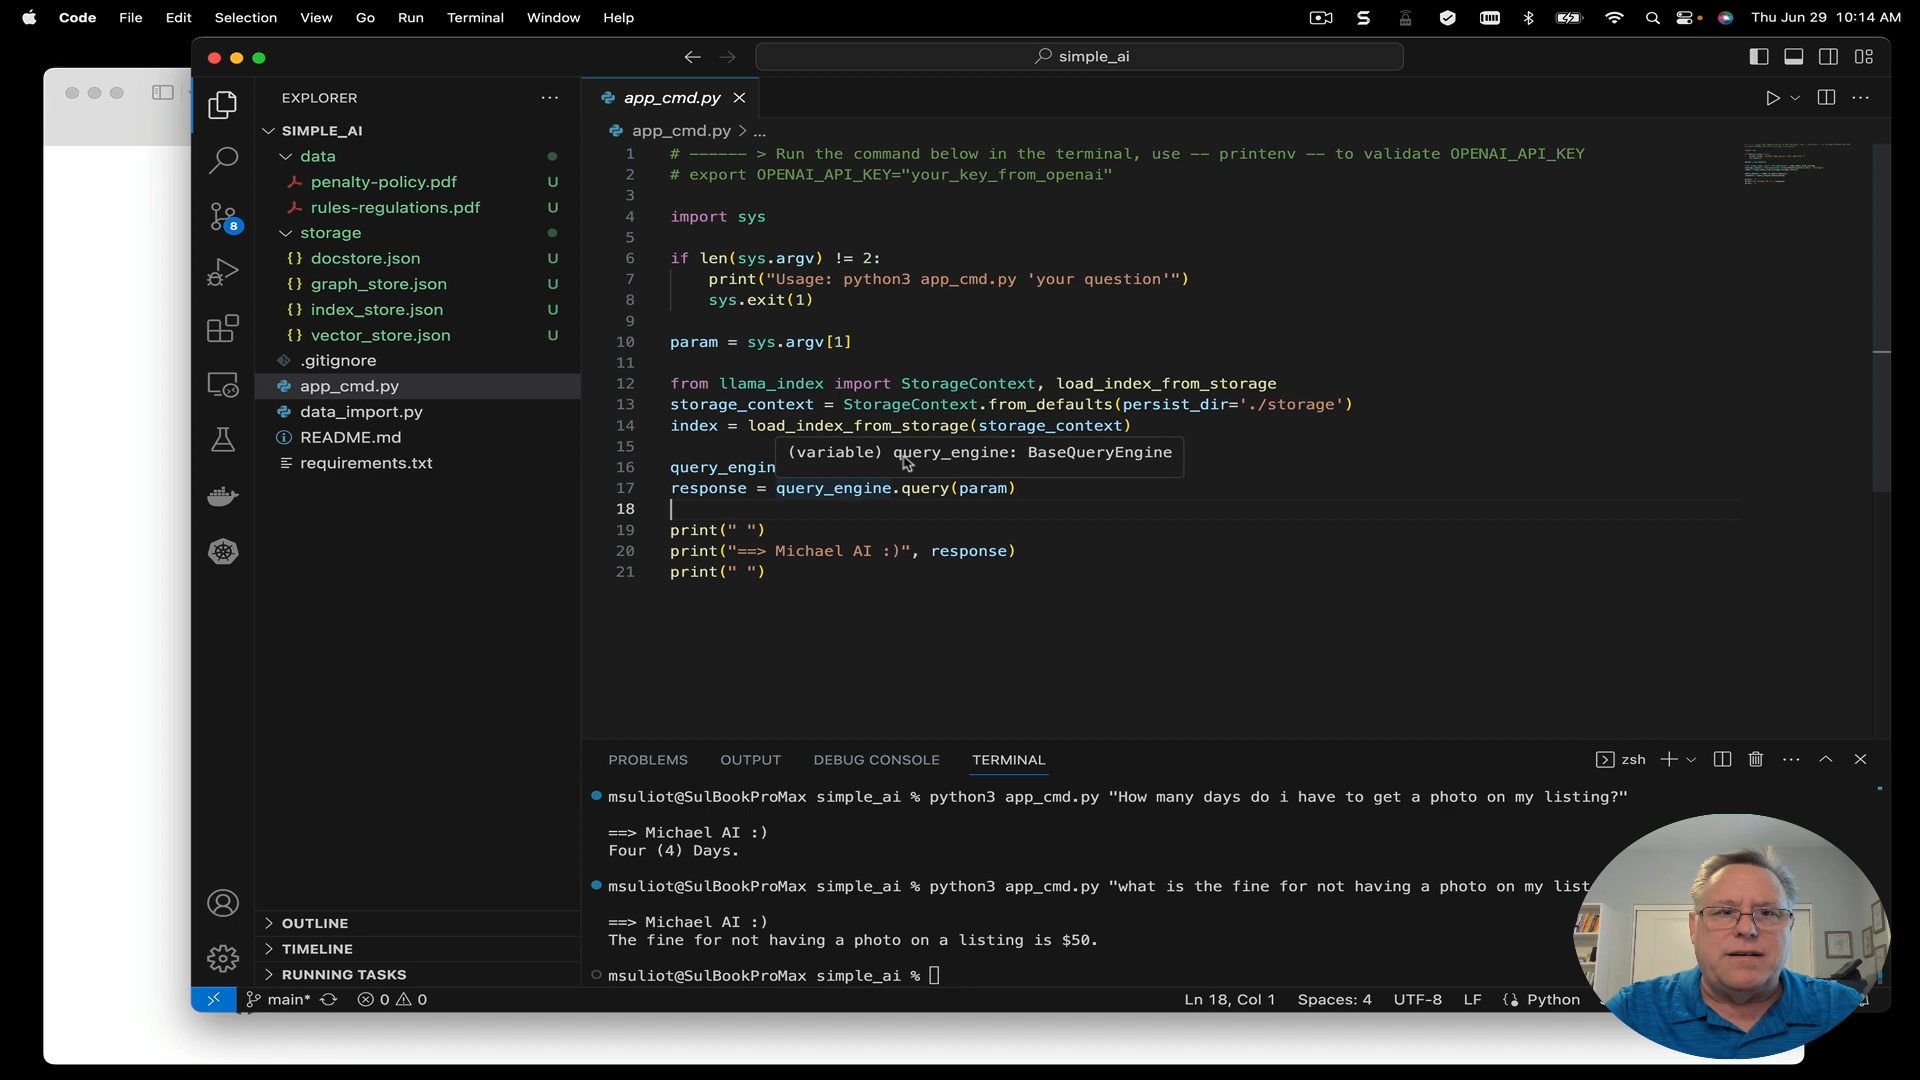 Code File Edit Selection View Go Run Terminal Window Help
Thu Jun 29 10:14 AM
simple_ai
EXPLORER
SIMPLE_AI
data
penalty-policy.pdf U
rules-regulations.pdf U
storage
docstore.json U
graph_store.json U
index_store.json U
vector_store.json U
.gitignore
app_cmd.py
data_import.py
README.md
requirements.txt
8
OUTLINE
TIMELINE
RUNNING TASKS
app_cmd.py
app_cmd.py > ...
1 # —————— > Run the command below in the terminal, use —— printenv —— to validate OPENAI_API_KEY
2 # export OPENAI_API_KEY="your_key_from_openai"
3
4 import sys
5
6 if len(sys.argv) != 2:
7 print("Usage: python3 app_cmd.py 'your question'")
8 sys.exit(1)
9
10 param = sys.argv[1]
11
12 from llama_index import StorageContext, load_index_from_storage
13 storage_context = StorageContext.from_defaults(persist_dir='./storage')
14 index = load_index_from_storage(storage_context)
15
(variable) query_engine: BaseQueryEngine
16 query_engin
17 response = query_engine.query(param)
18
19 print(" ")
20 print("==> Michael AI :)", response)
21 print(" ")
PROBLEMS OUTPUT DEBUG CONSOLE TERMINAL
zsh
msuliot@SulBookProMax simple_ai % python3 app_cmd.py "How many days do i have to get a photo on my listing?"
==> Michael AI :)
Four (4) Days.
msuliot@SulBookProMax simple_ai % python3 app_cmd.py "what is the fine for not having a photo on my list
==> Michael AI :)
The fine for not having a photo on a listing is $50.
msuliot@SulBookProMax simple_ai %
main* 0 0
Ln 18, Col 1 Spaces: 4 UTF-8 LF Python